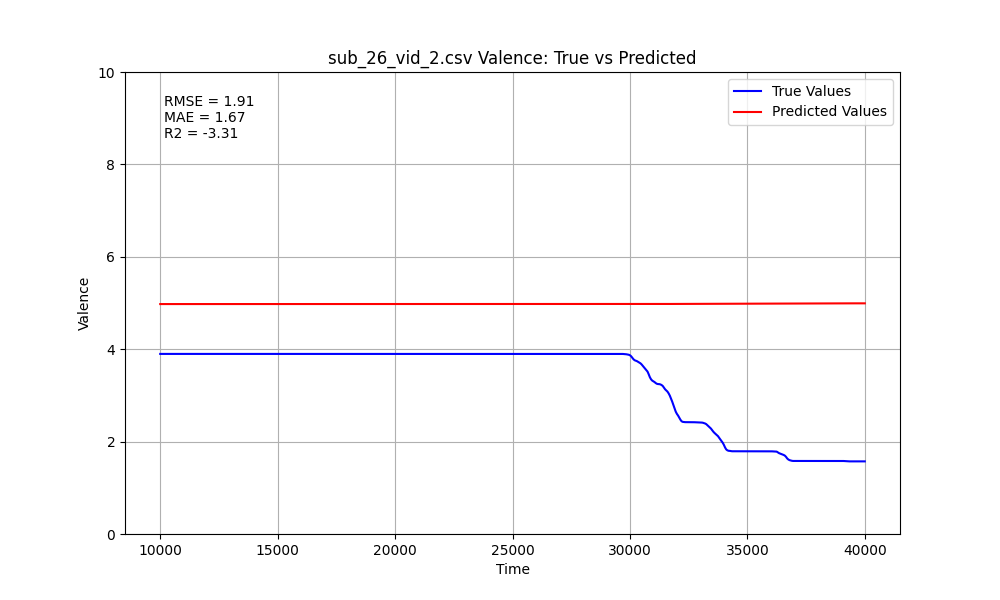 sub_26_vid_2.csv Valence: True vs Predicted
RMSE = 1.91
MAE = 1.67
R2 = -3.31
True Values
Predicted Values
Valence
10
8
6
4
2
0
10000 15000 20000 25000 30000 35000 40000
Time